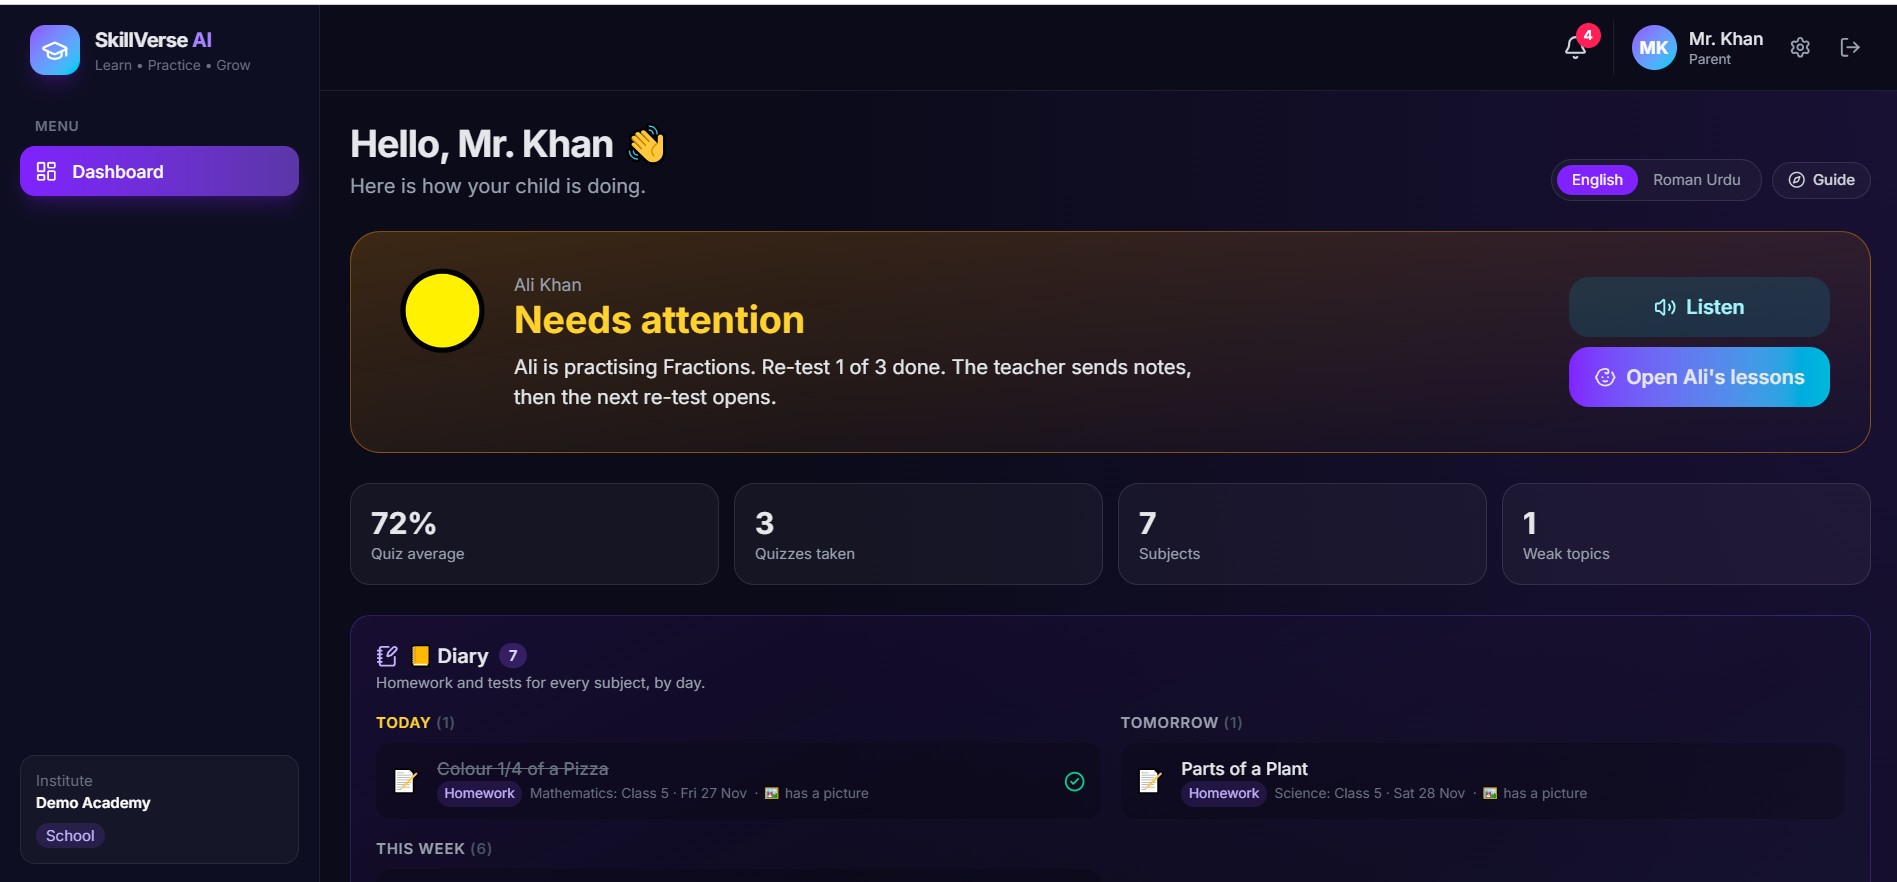 SkillVerse AI
Learn • Practice • Grow
4
MK
Mr. Khan
Parent
MENU
Dashboard
Hello, Mr. Khan 👋
Here is how your child is doing.
English
Roman Urdu
Guide
Ali Khan
Needs attention
Ali is practising Fractions. Re-test 1 of 3 done. The teacher sends notes,
then the next re-test opens.
Listen
Open Ali's lessons
72%
Quiz average
3
Quizzes taken
7
Subjects
1
Weak topics
Diary 7
Homework and tests for every subject, by day.
TODAY (1)
Colour 1/4 of a Pizza
Homework Mathematics: Class 5 · Fri 27 Nov · has a picture
TOMORROW (1)
Parts of a Plant
Homework Science: Class 5 · Sat 28 Nov · has a picture
THIS WEEK (6)
Institute
Demo Academy
School